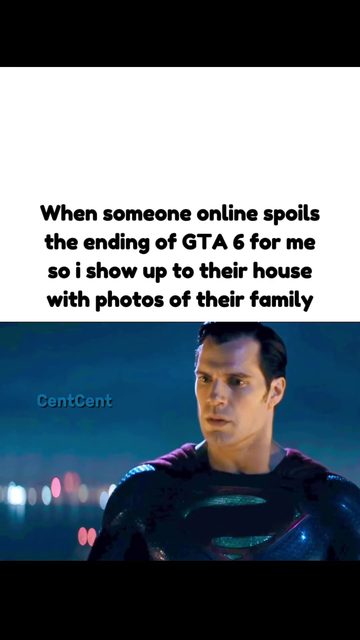 When someone online spoils
the ending of GTA 6 for me
so i show up to their house
with photos of their family
CentCent